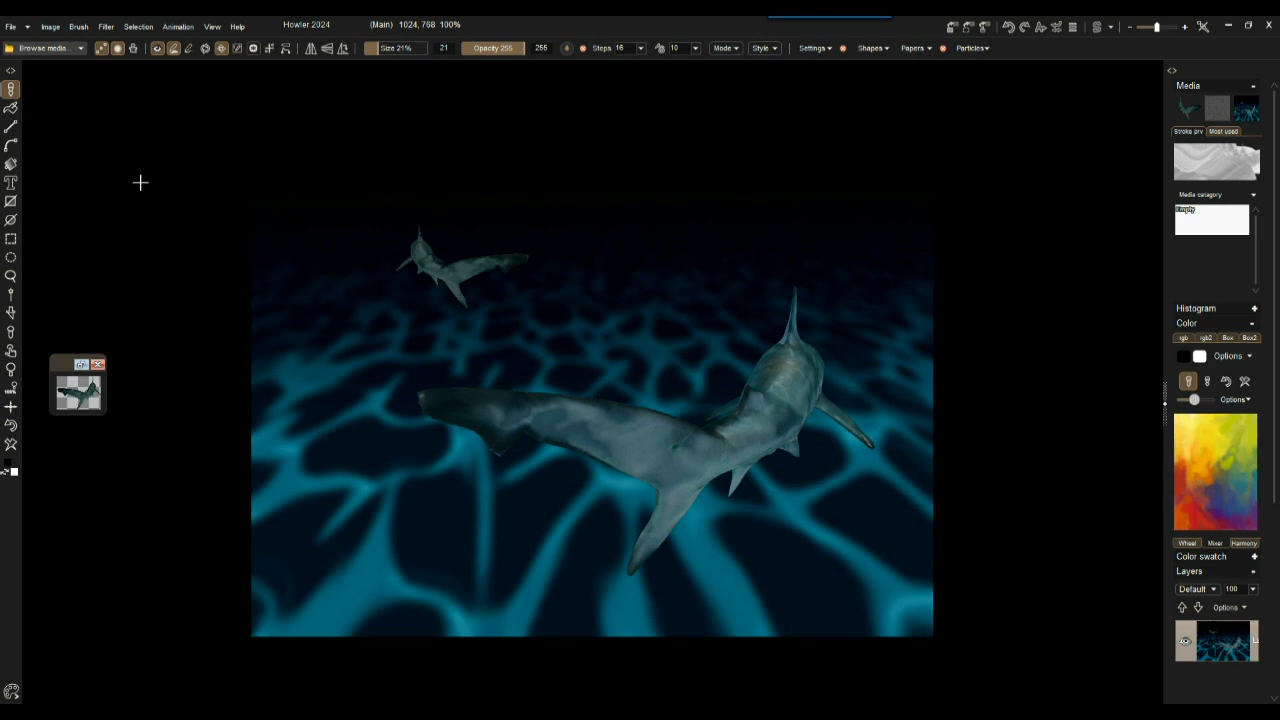 File Image Brush Filter Selection Animation View Help Howler 2024 (Main) 1024,768 100%
Browse media... Size 21% 21 Opacity 255 255 Steps 16 10 Mode Style Settings Shapes Papers Particles
Media
Stroke prv Most used
Media catagory
Empty
Histogram
Color
rgb rgb2 Box Box2
Options
Options
Wheel Mixer Harmony
Color swatch
Layers
Default 100
Options